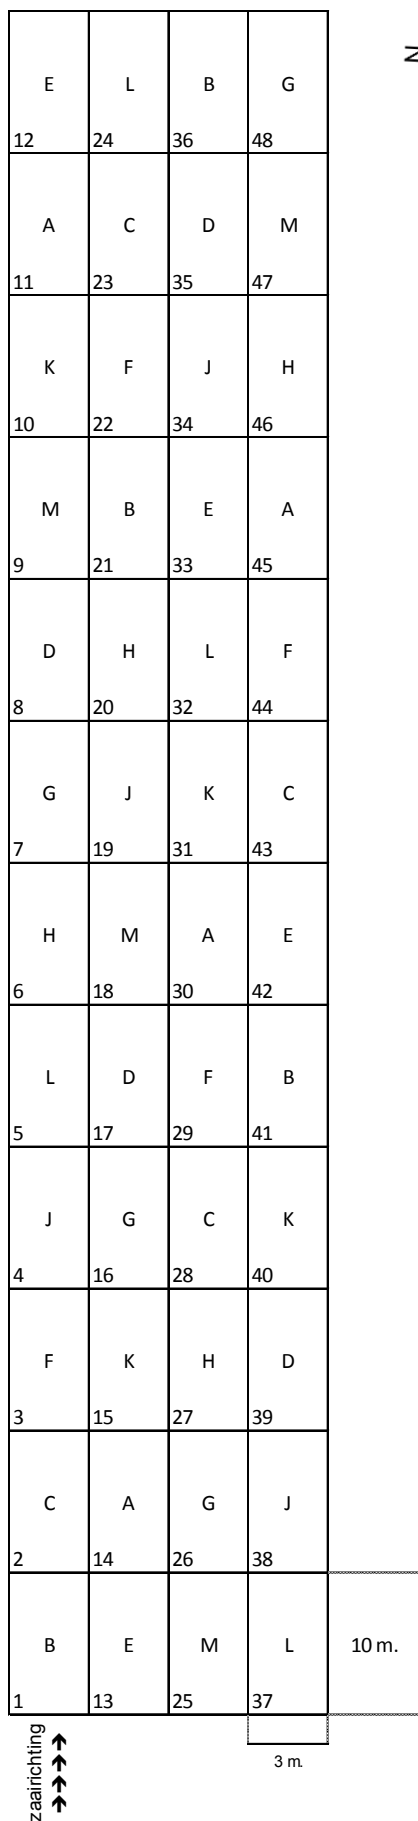 N
E L B G
12 24 36 48
A C D M
11 23 35 47
K F J H
10 22 34 46
M B E A
9 21 33 45
D H L F
8 20 32 44
G J K C
7 19 31 43
H M A E
6 18 30 42
L D F B
5 17 29 41
J G C K
4 16 28 40
F K H D
3 15 27 39
C A G J
2 14 26 38
B E M L 10 m.
1 13 25 37
zaairichting
3 m.